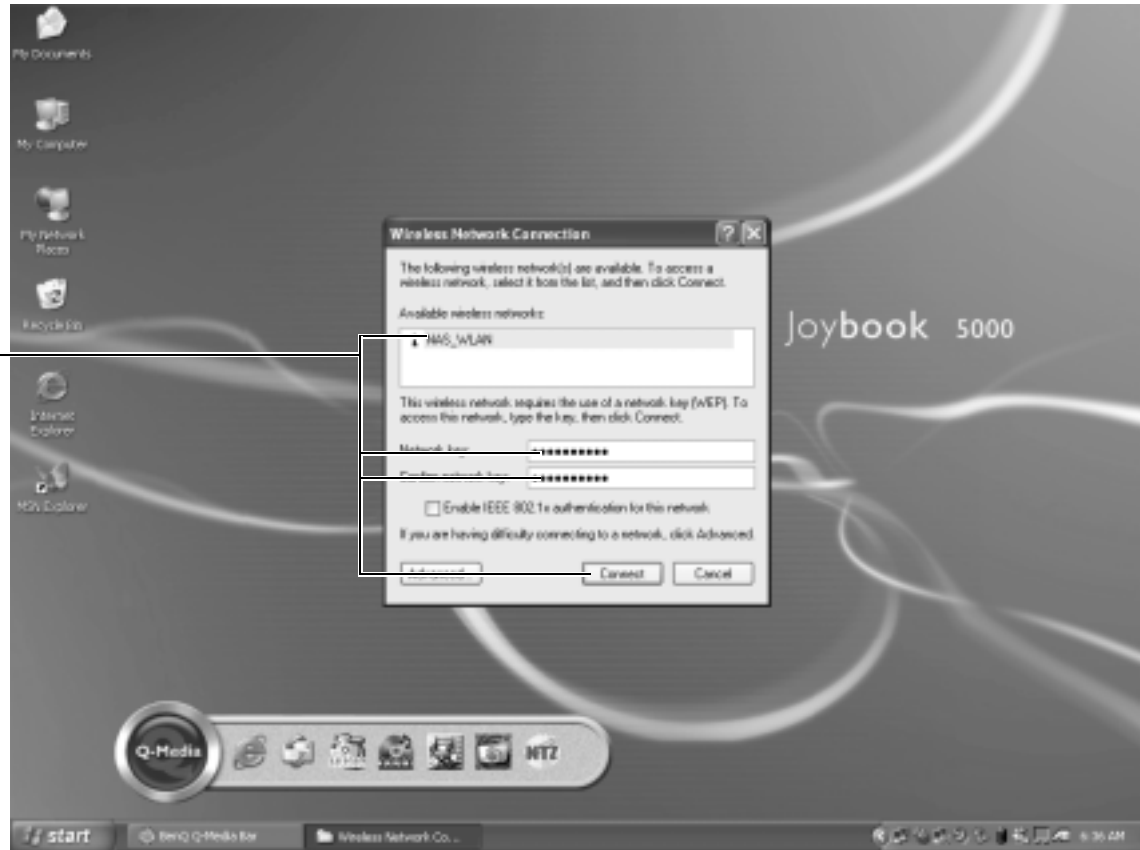 My Documents
My Computer
My Network
Places
Recycle Bin
Internet
Explorer
MSN Explorer
Wireless Network Connection
The following wireless network(s) are available. To access a
wireless network, select it from the list, and then click Connect.
Available wireless networks:
NAS_WLAN
This wireless network requires the use of a network key (WEP). To
access this network, type the key, then click Connect.
Network key:
Confirm network key:
Enable IEEE 802.1x authentication for this network
If you are having difficulty connecting to a network, click Advanced.
Advanced...
Connect
Cancel
Joybook 5000
Q-Media
start
BenQ Q-Media Bar
Wireless Network Co...
6:36 AM